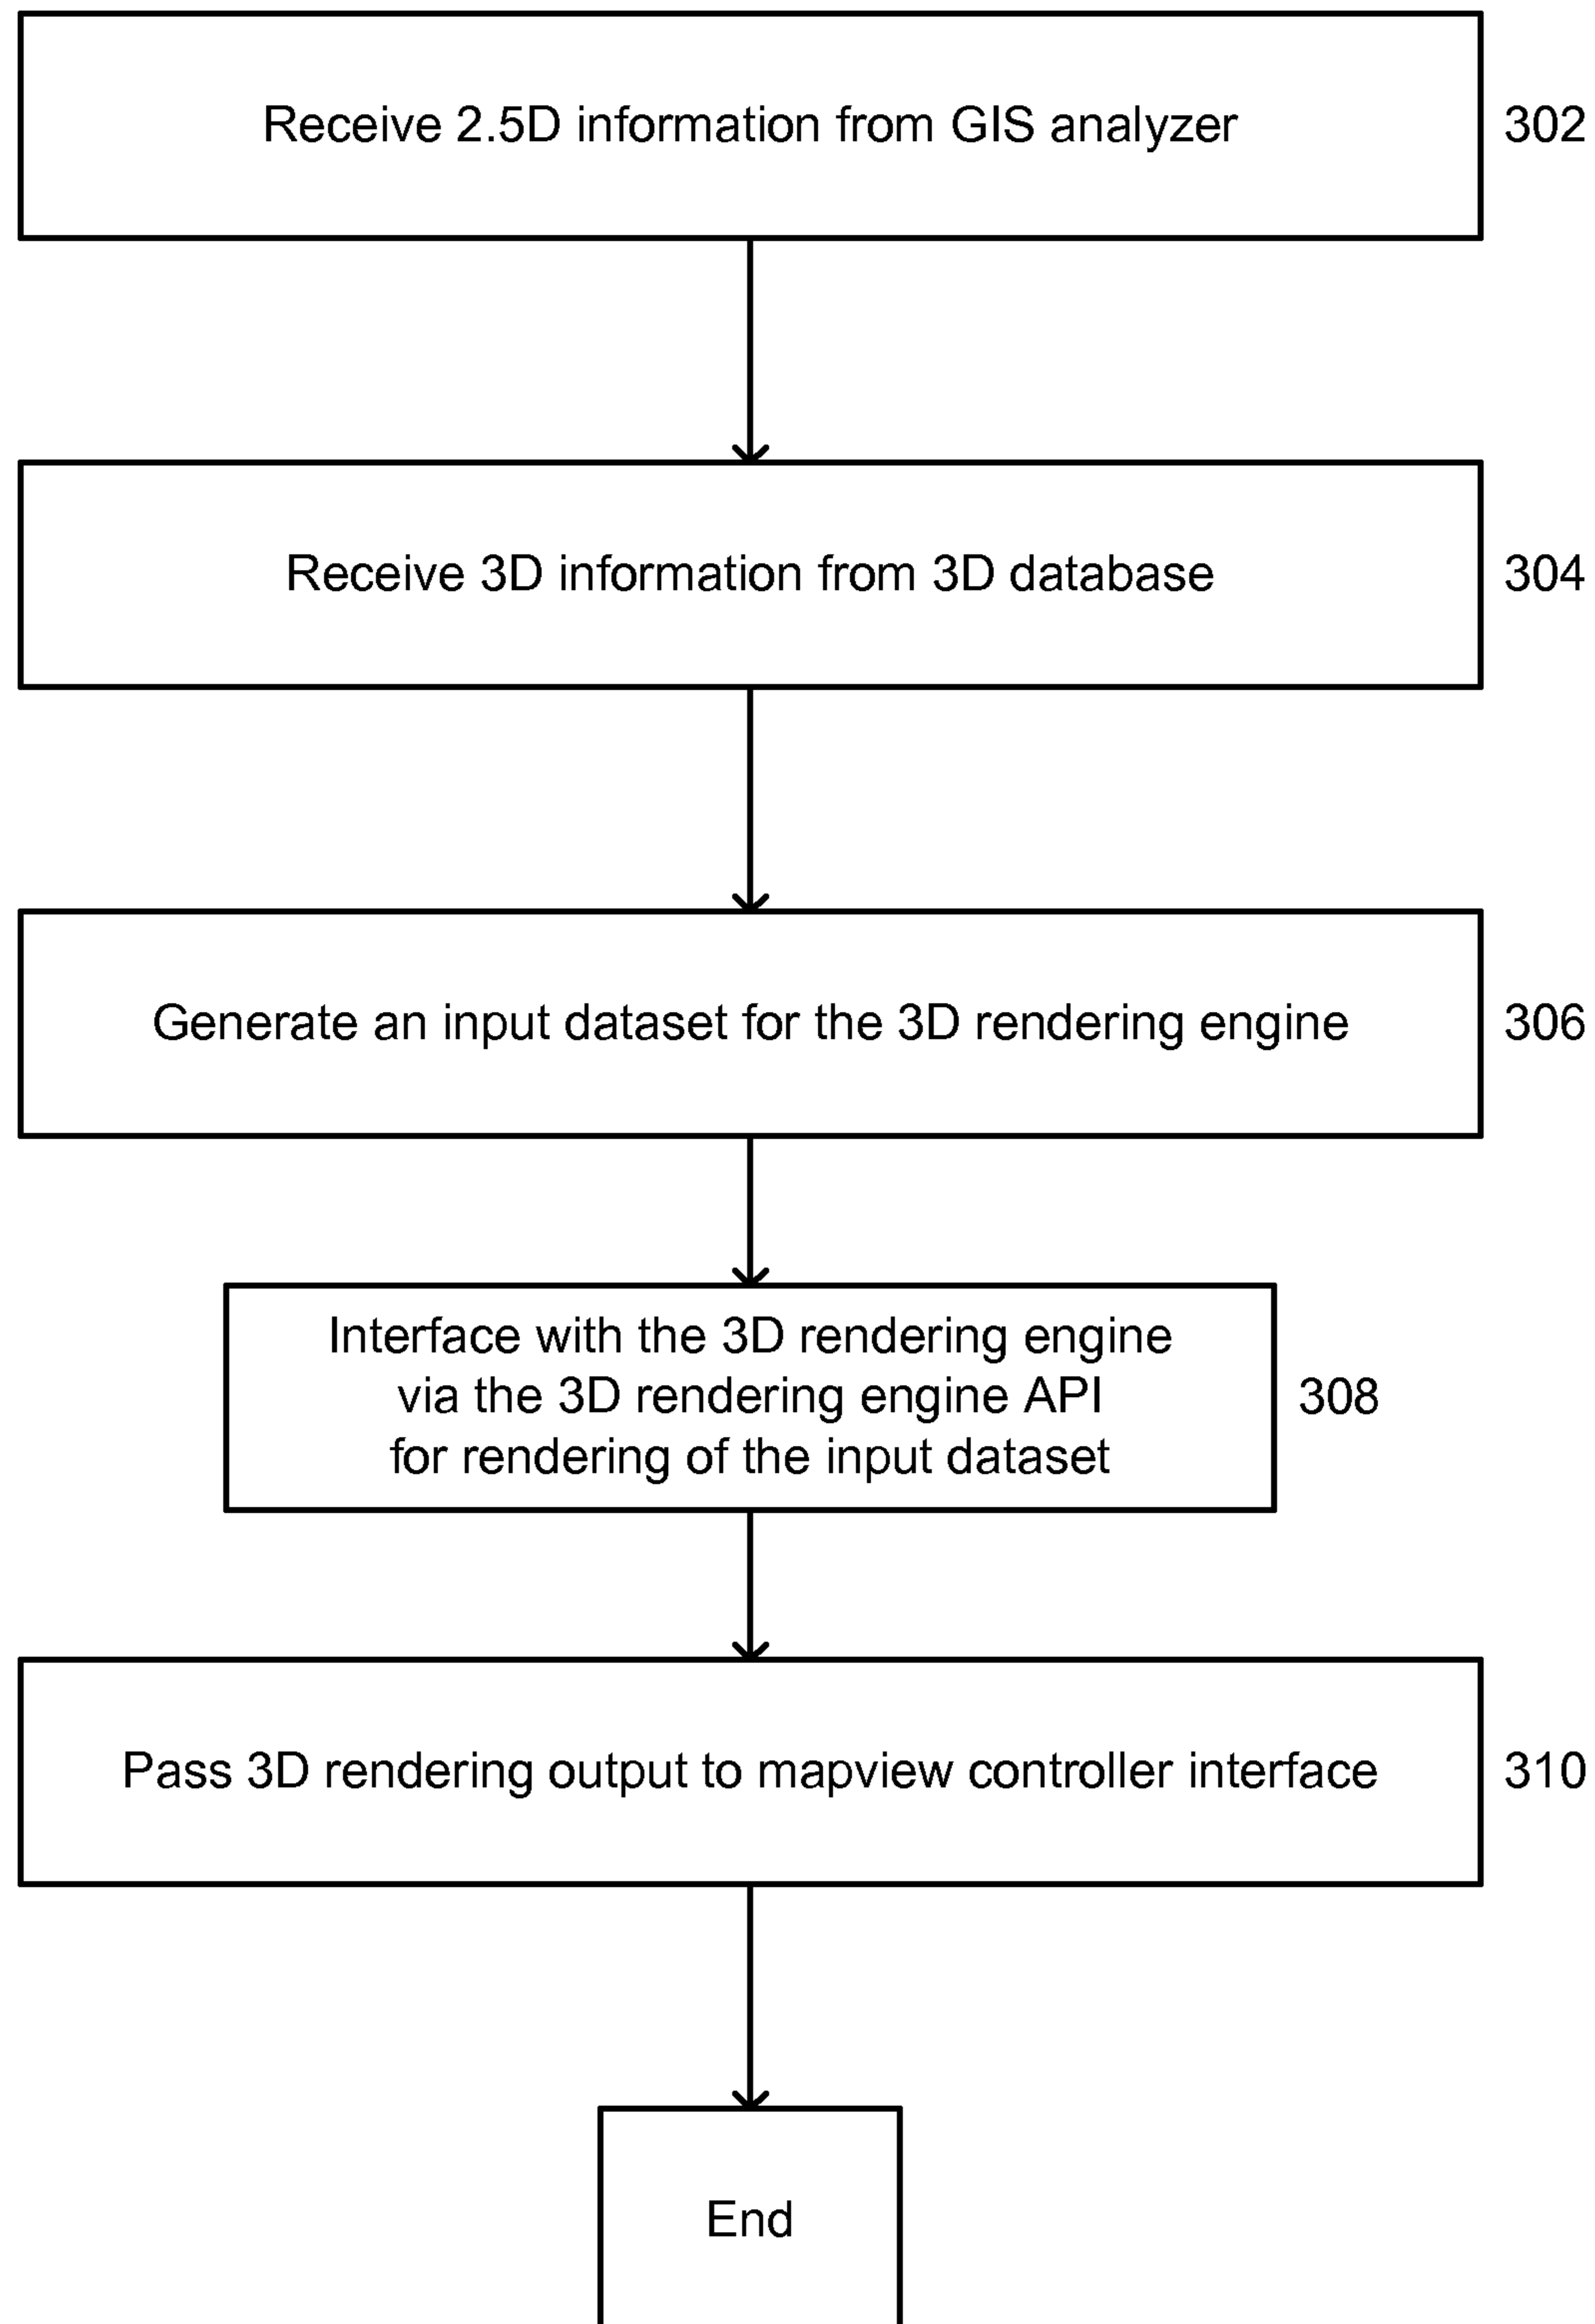 Receive 2.5D information from GIS analyzer
302
Receive 3D information from 3D database
304
Generate an input dataset for the 3D rendering engine
306
Interface with the 3D rendering engine
via the 3D rendering engine API
for rendering of the input dataset
308
Pass 3D rendering output to mapview controller interface
310
End